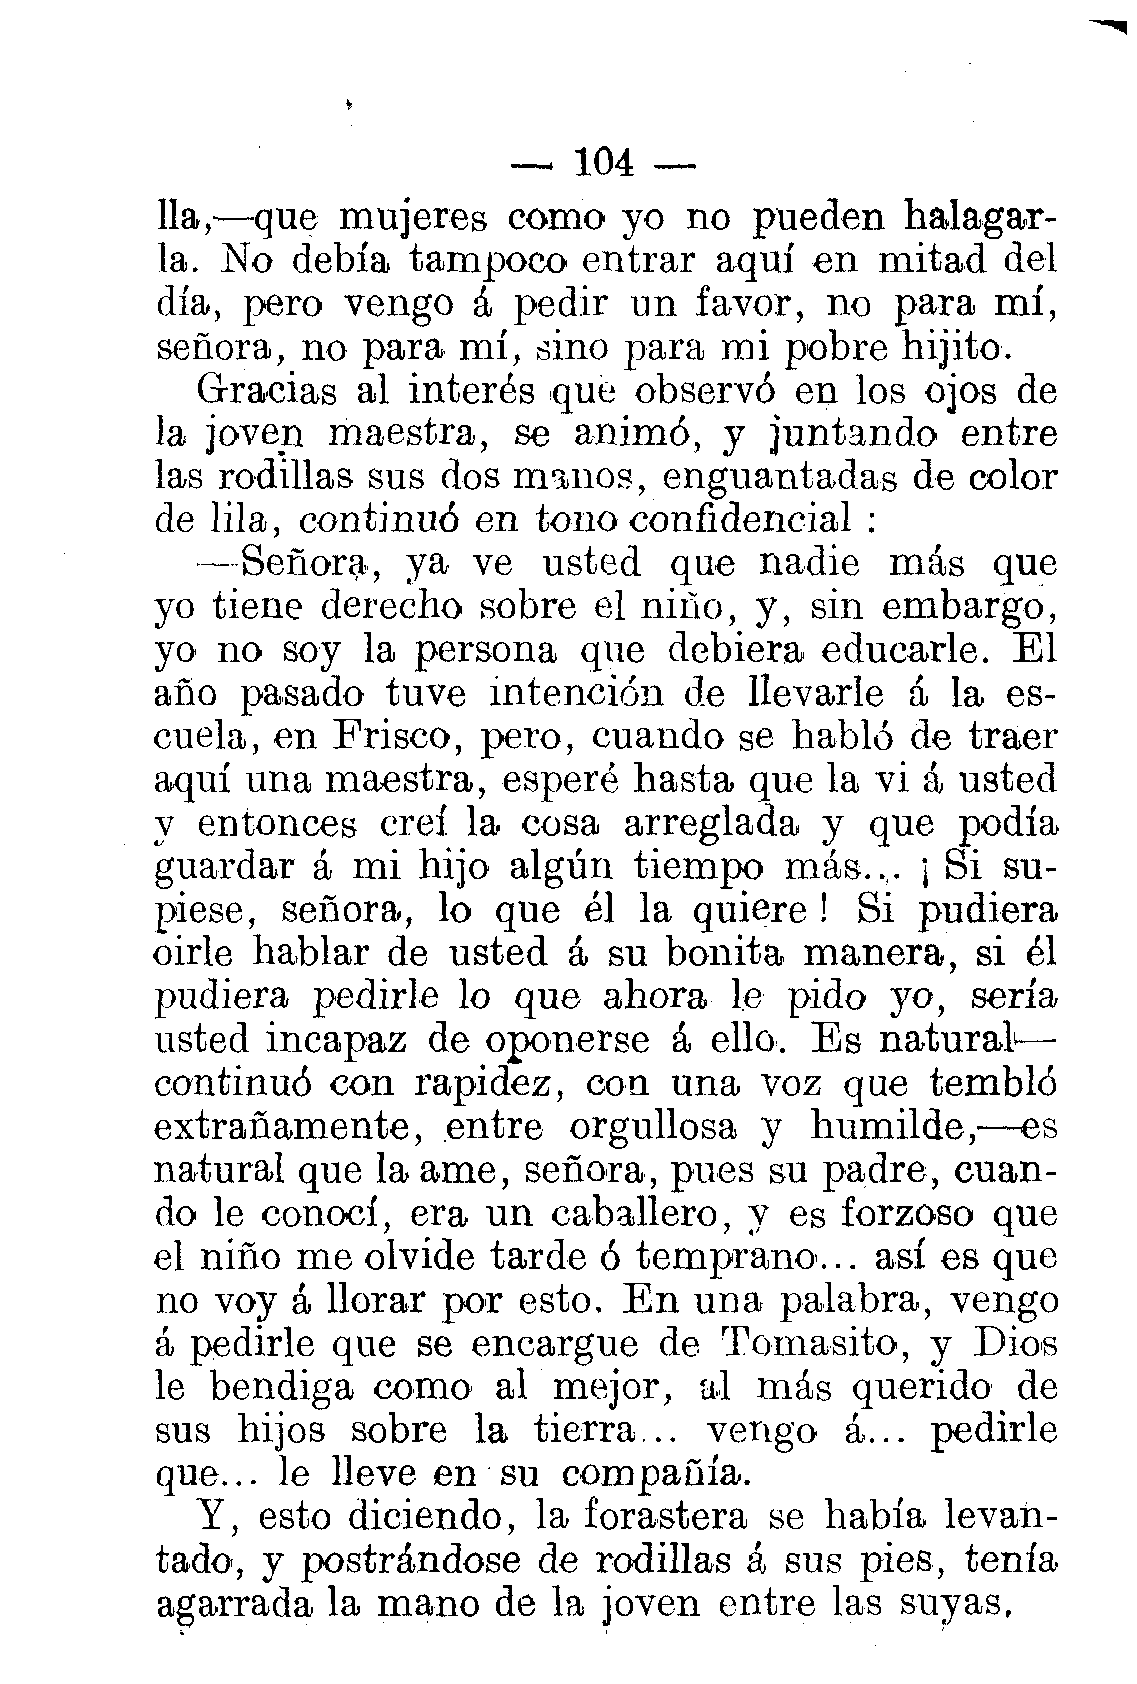 — 104 —
lla,—que mujeres como yo no pueden halagar-
la. No debía tampoco entrar aquí en mitad del
día, pero vengo á pedir un favor, no para mí,
señora, no para mí, sino para mi pobre hijito.
Gracias al interés que observó en los ojos de
la joven maestra, se animó, y juntando entre
las rodillas sus dos manos, enguantadas de color
de lila, continuó en tono confidencial :
—Señora, ya ve usted que nadie más que
yo tiene derecho sobre el niño, y, sin embargo,
yo no soy la persona que debiera educarle. El
año pasado tuve intención de llevarle á la es-
cuela, en Frisco, pero, cuando se habló de traer
aquí una maestra, esperé hasta que la vi á usted
y entonces creí la cosa arreglada y que podía
guardar á mi hijo algún tiempo más... ¡ Si su-
piese, señora, lo que él la quiere ! Si pudiera
oirle hablar de usted á su bonita manera, si él
pudiera pedirle lo que ahora le pido yo, sería
usted incapaz de oponerse á ello. Es natural—
continuó con rapidez, con una voz que tembló
extrañamente, entre orgullosa y humilde,—es
natural que la ame, señora, pues su padre, cuan-
do le conocí, era un caballero, y es forzoso que
el niño me olvide tarde ó temprano... así es que
no voy á llorar por esto. En una palabra, vengo
á pedirle que se encargue de Tomasito, y Dios
le bendiga como al mejor, al más querido de
sus hijos sobre la tierra... vengo á... pedirle
que... le lleve en su compañía.
Y, esto diciendo, la forastera se había levan-
tado, y postrándose de rodillas á sus pies, tenía
agarrada la mano de la joven entre las suyas.